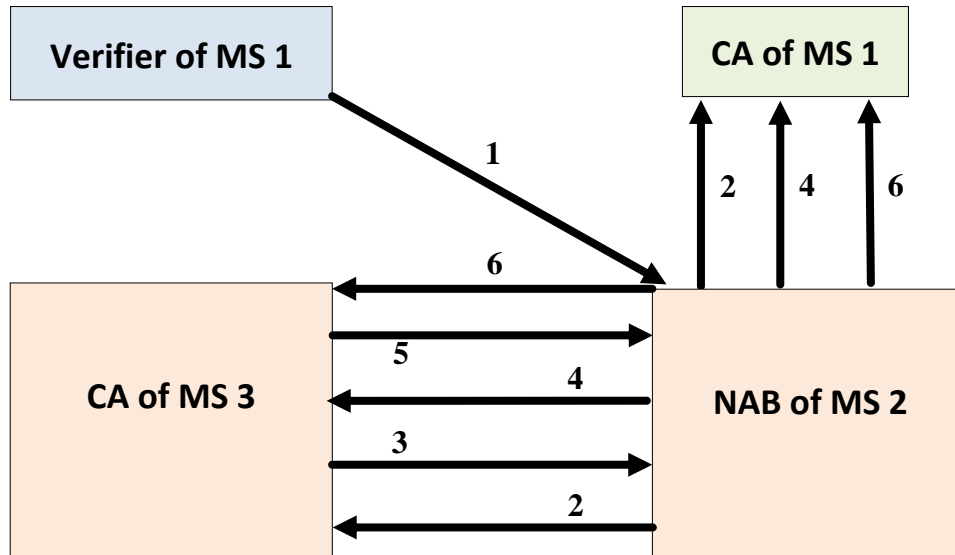 Verifier of MS 1
CA of MS 1
1
2
4
6
6
5
CA of MS 3
4
NAB of MS 2
3
2